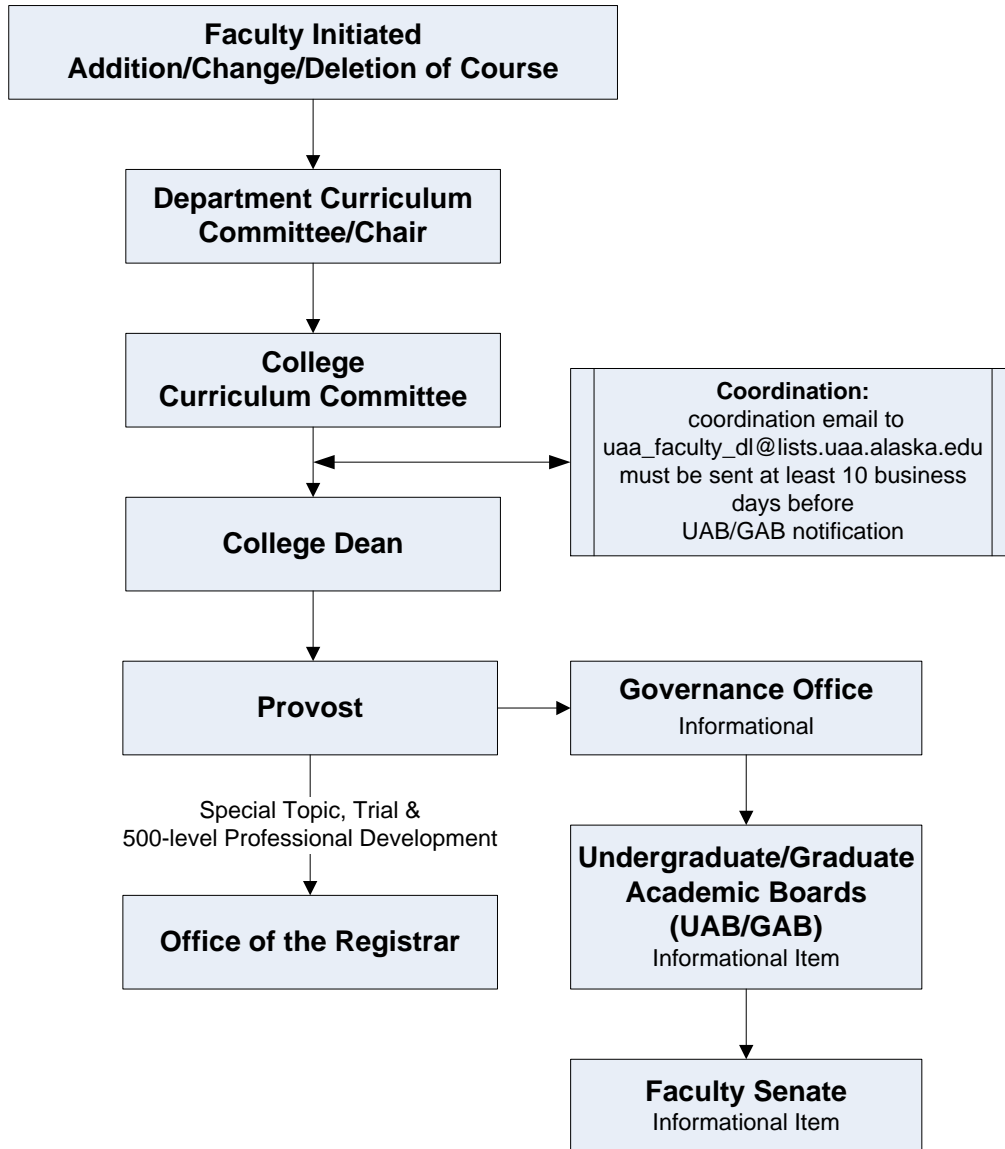 Faculty Initiated
Addition/Change/Deletion of Course
Department Curriculum
Committee/Chair
College
Curriculum Committee
Coordination:
coordination email to
uaa_faculty_dl@lists.uaa.alaska.edu
must be sent at least 10 business
days before
UAB/GAB notification
College Dean
Provost
Governance Office
Informational
Special Topic, Trial &
500-level Professional Development
Undergraduate/Graduate
Academic Boards
(UAB/GAB)
Informational Item
Office of the Registrar
Faculty Senate
Informational Item